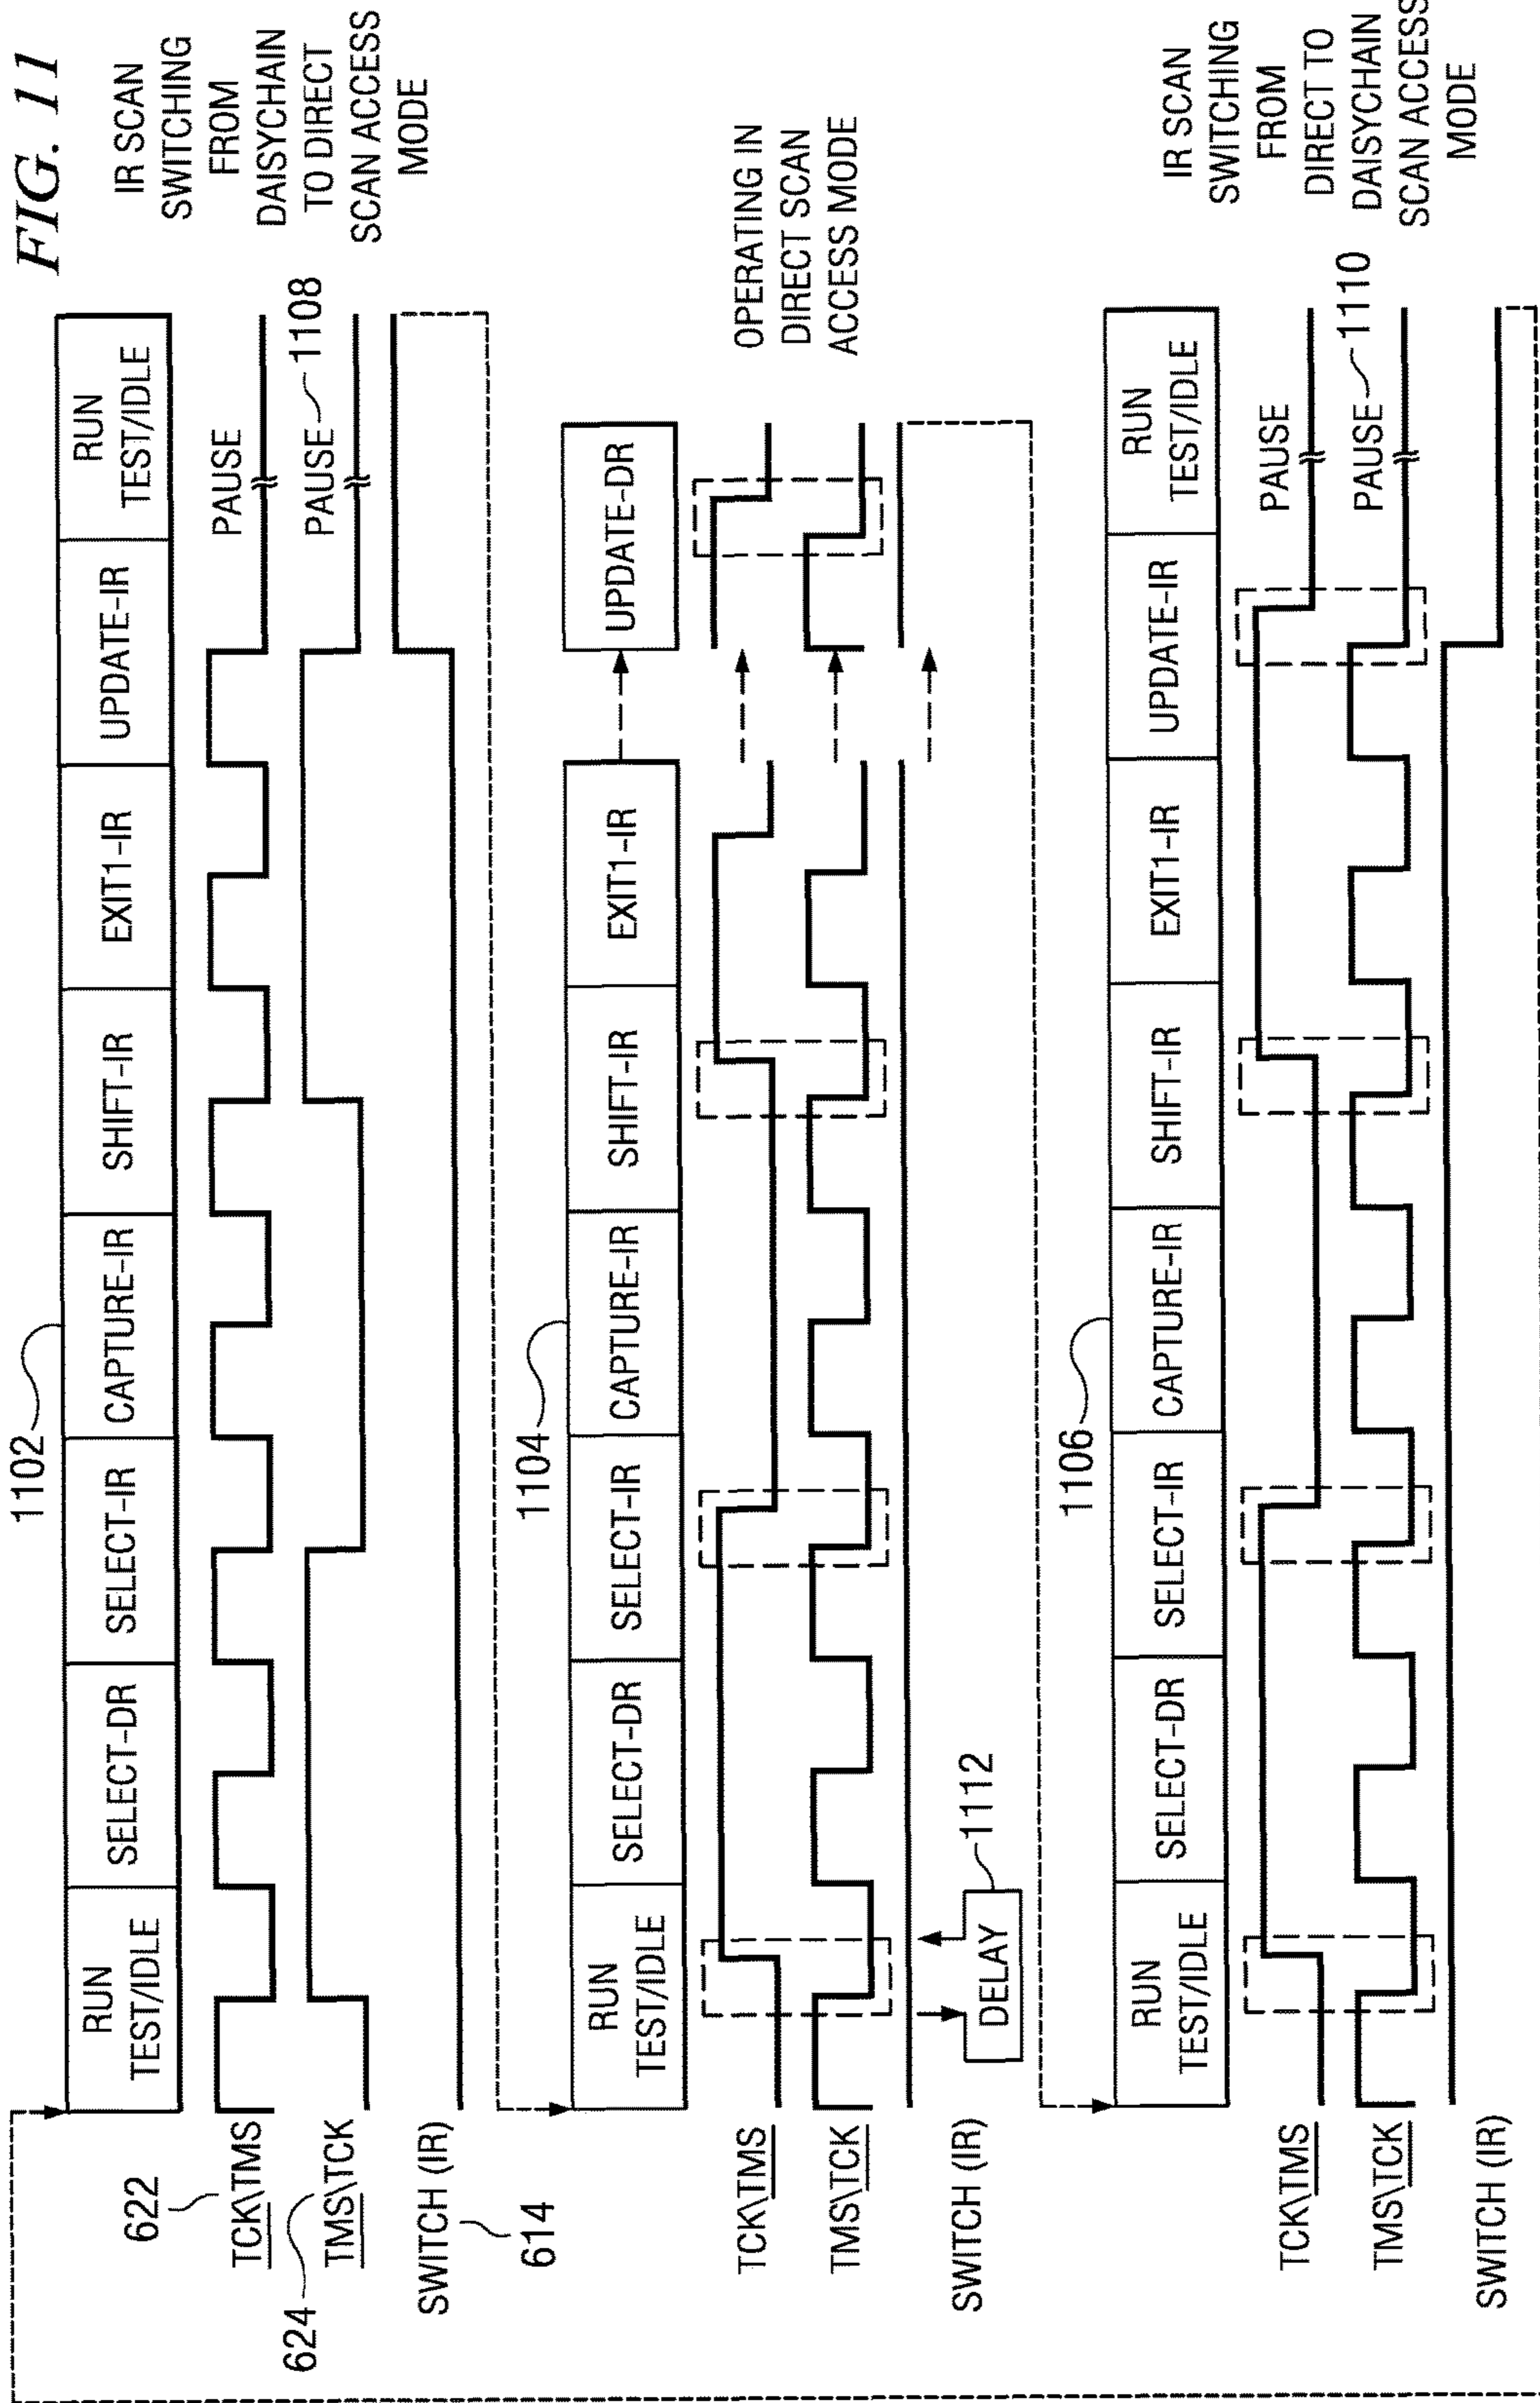 FIG. 11
1102
RUN
TEST/IDLE
SELECT-DR
SELECT-IR
CAPTURE-IR
SHIFT-IR
EXIT1-IR
UPDATE-IR
RUN
TEST/IDLE
622
TCK\TMS
PAUSE
624
TMS\TCK
PAUSE
1108
SWITCH (IR)
614
IR SCAN
SWITCHING
FROM
DAISYCHAIN
TO DIRECT
SCAN ACCESS
MODE
1104
RUN
TEST/IDLE
SELECT-DR
SELECT-IR
CAPTURE-IR
SHIFT-IR
EXIT1-IR
UPDATE-DR
TCK\TMS
TMS\TCK
SWITCH (IR)
DELAY
1112
OPERATING IN
DIRECT SCAN
ACCESS MODE
1106
RUN
TEST/IDLE
SELECT-DR
SELECT-IR
CAPTURE-IR
SHIFT-IR
EXIT1-IR
UPDATE-IR
RUN
TEST/IDLE
TCK\TMS
PAUSE
TMS\TCK
PAUSE
1110
SWITCH (IR)
IR SCAN
SWITCHING
FROM
DIRECT TO
DAISYCHAIN
SCAN ACCESS
MODE